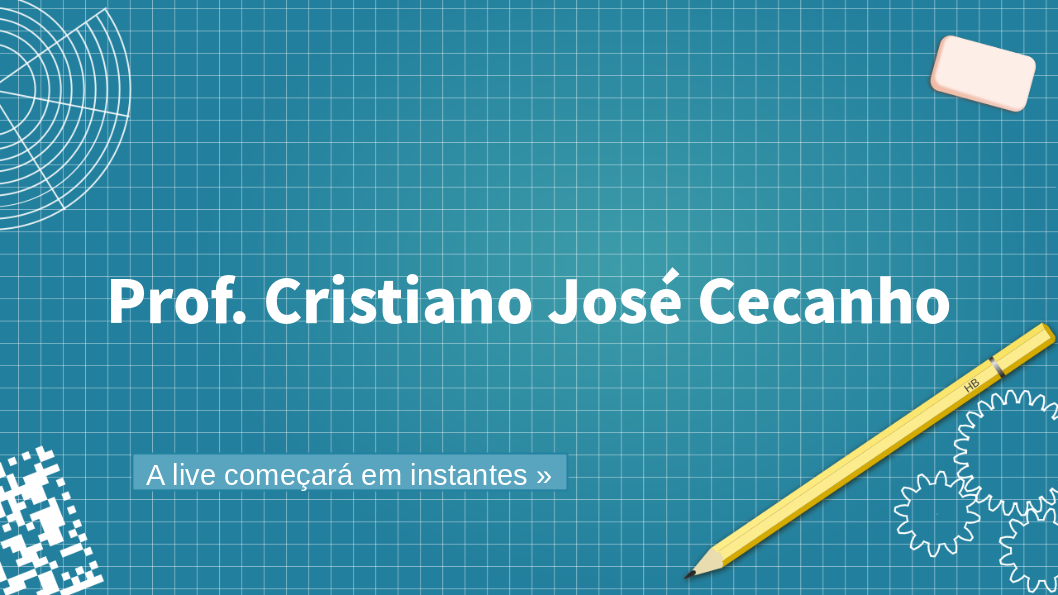 Prof. Cristiano José Cecanho
HB
A live começará em instantes »